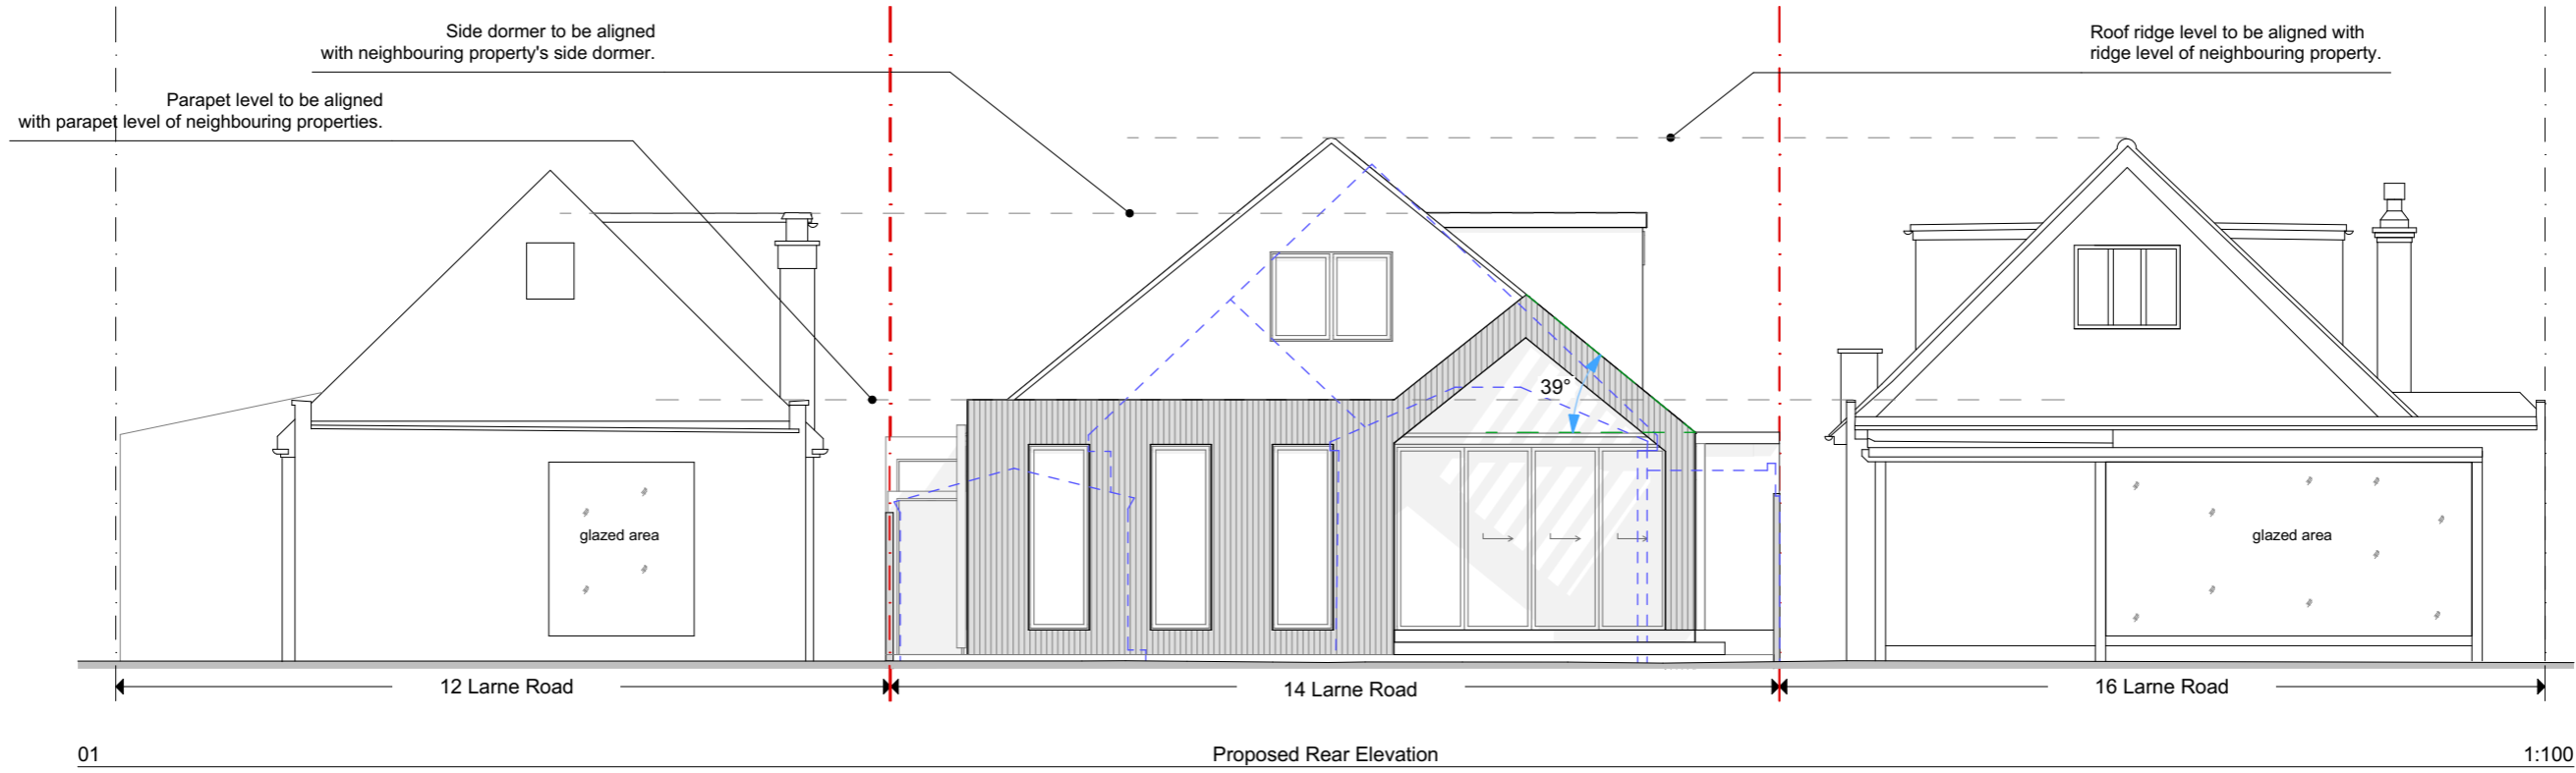 Side dormer to be aligned
with neighbouring property's side dormer.
Roof ridge level to be aligned with
ridge level of neighbouring property.
Parapet level to be aligned
with parapet level of neighbouring properties.
39°
glazed area
glazed area
12 Larne Road
14 Larne Road
16 Larne Road
01
Proposed Rear Elevation
1:100